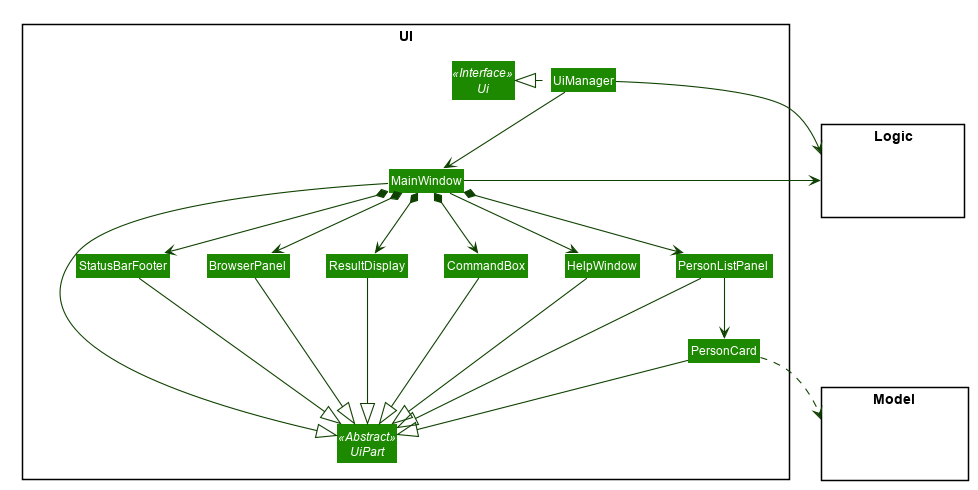 UI
«Interface»
Ui
UiManager
Logic
MainWindow
StatusBarFooter
BrowserPanel
ResultDisplay
CommandBox
HelpWindow
PersonListPanel
PersonCard
Model
«Abstract»
UiPart